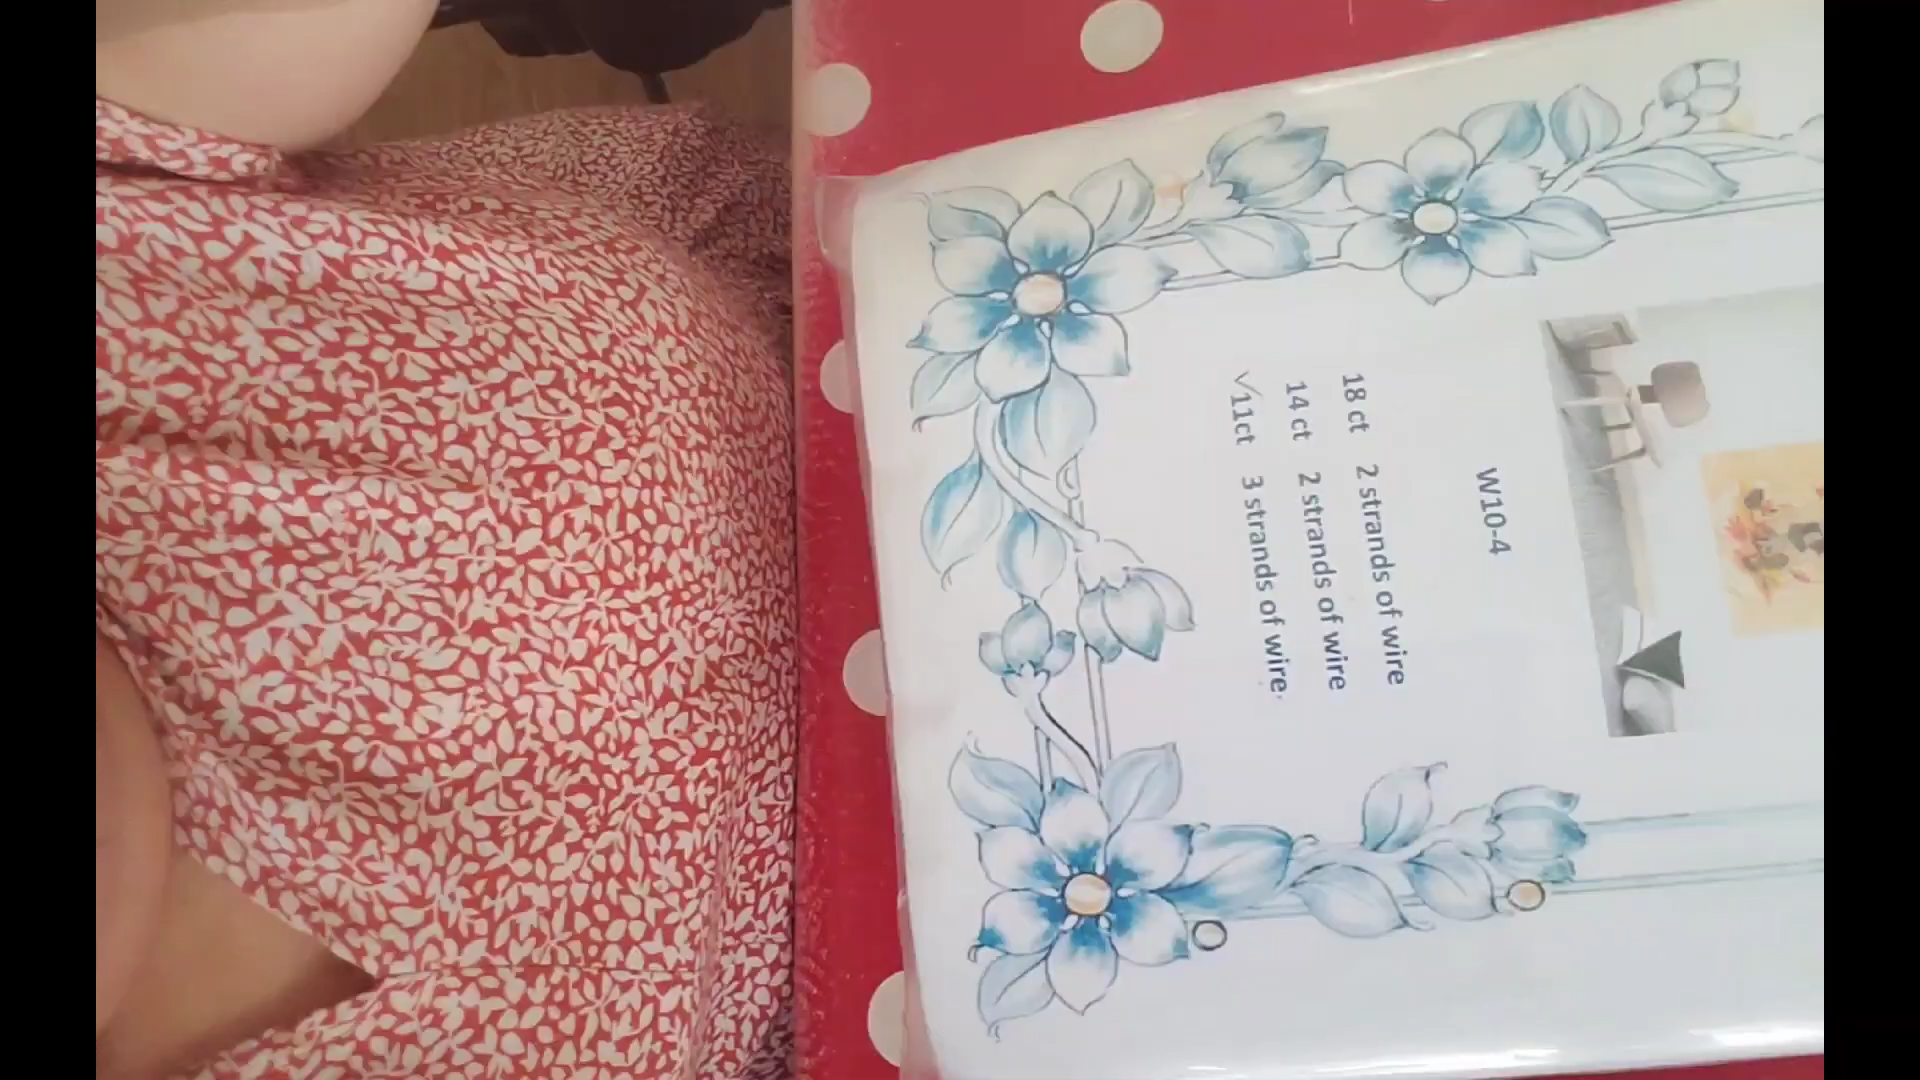 W10-4
18 ct 2 strands of wire
14 ct 2 strands of wire
√11ct 3 strands of wire